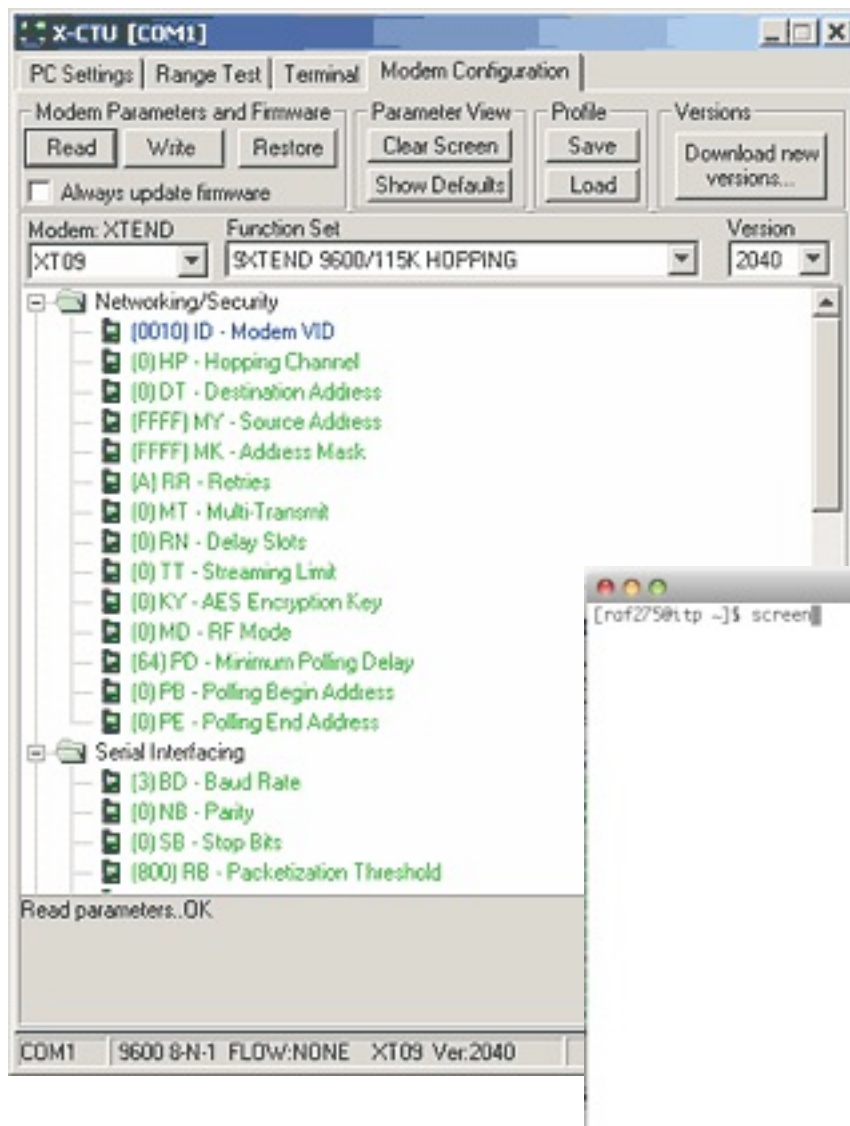 X-CTU [COM1]
PC Settings Range Test Terminal Modem Configuration
Modem Parameters and Firmware Parameter View Profile Versions
Read Write Restore Clear Screen Save Download new versions...
Always update firmware Show Defaults Load
Modem: XTEND Function Set Version
XT09 9XTEND 9600/115K HOPPING 2040
Networking/Security
(0010) ID - Modem VID
(0) HP - Hopping Channel
(0) DT - Destination Address
(FFFF) MY - Source Address
(FFFF) MK - Address Mask
(A) RR - Retries
(0) MT - Multi-Transmit
(0) RN - Delay Slots
(0) TT - Streaming Limit
(0) KY - AES Encryption Key
(0) MD - RF Mode
(64) PD - Minimum Polling Delay
(0) PB - Polling Begin Address
(0) PE - Polling End Address
Serial Interfacing
(3) BD - Baud Rate
(0) NB - Parity
(0) SB - Stop Bits
(800) RB - Packetization Threshold
Read parameters..OK
COM1 9600 8-N-1 FLOW:NONE XT09 Ver:2040
[raf275@itp ~]$ screen